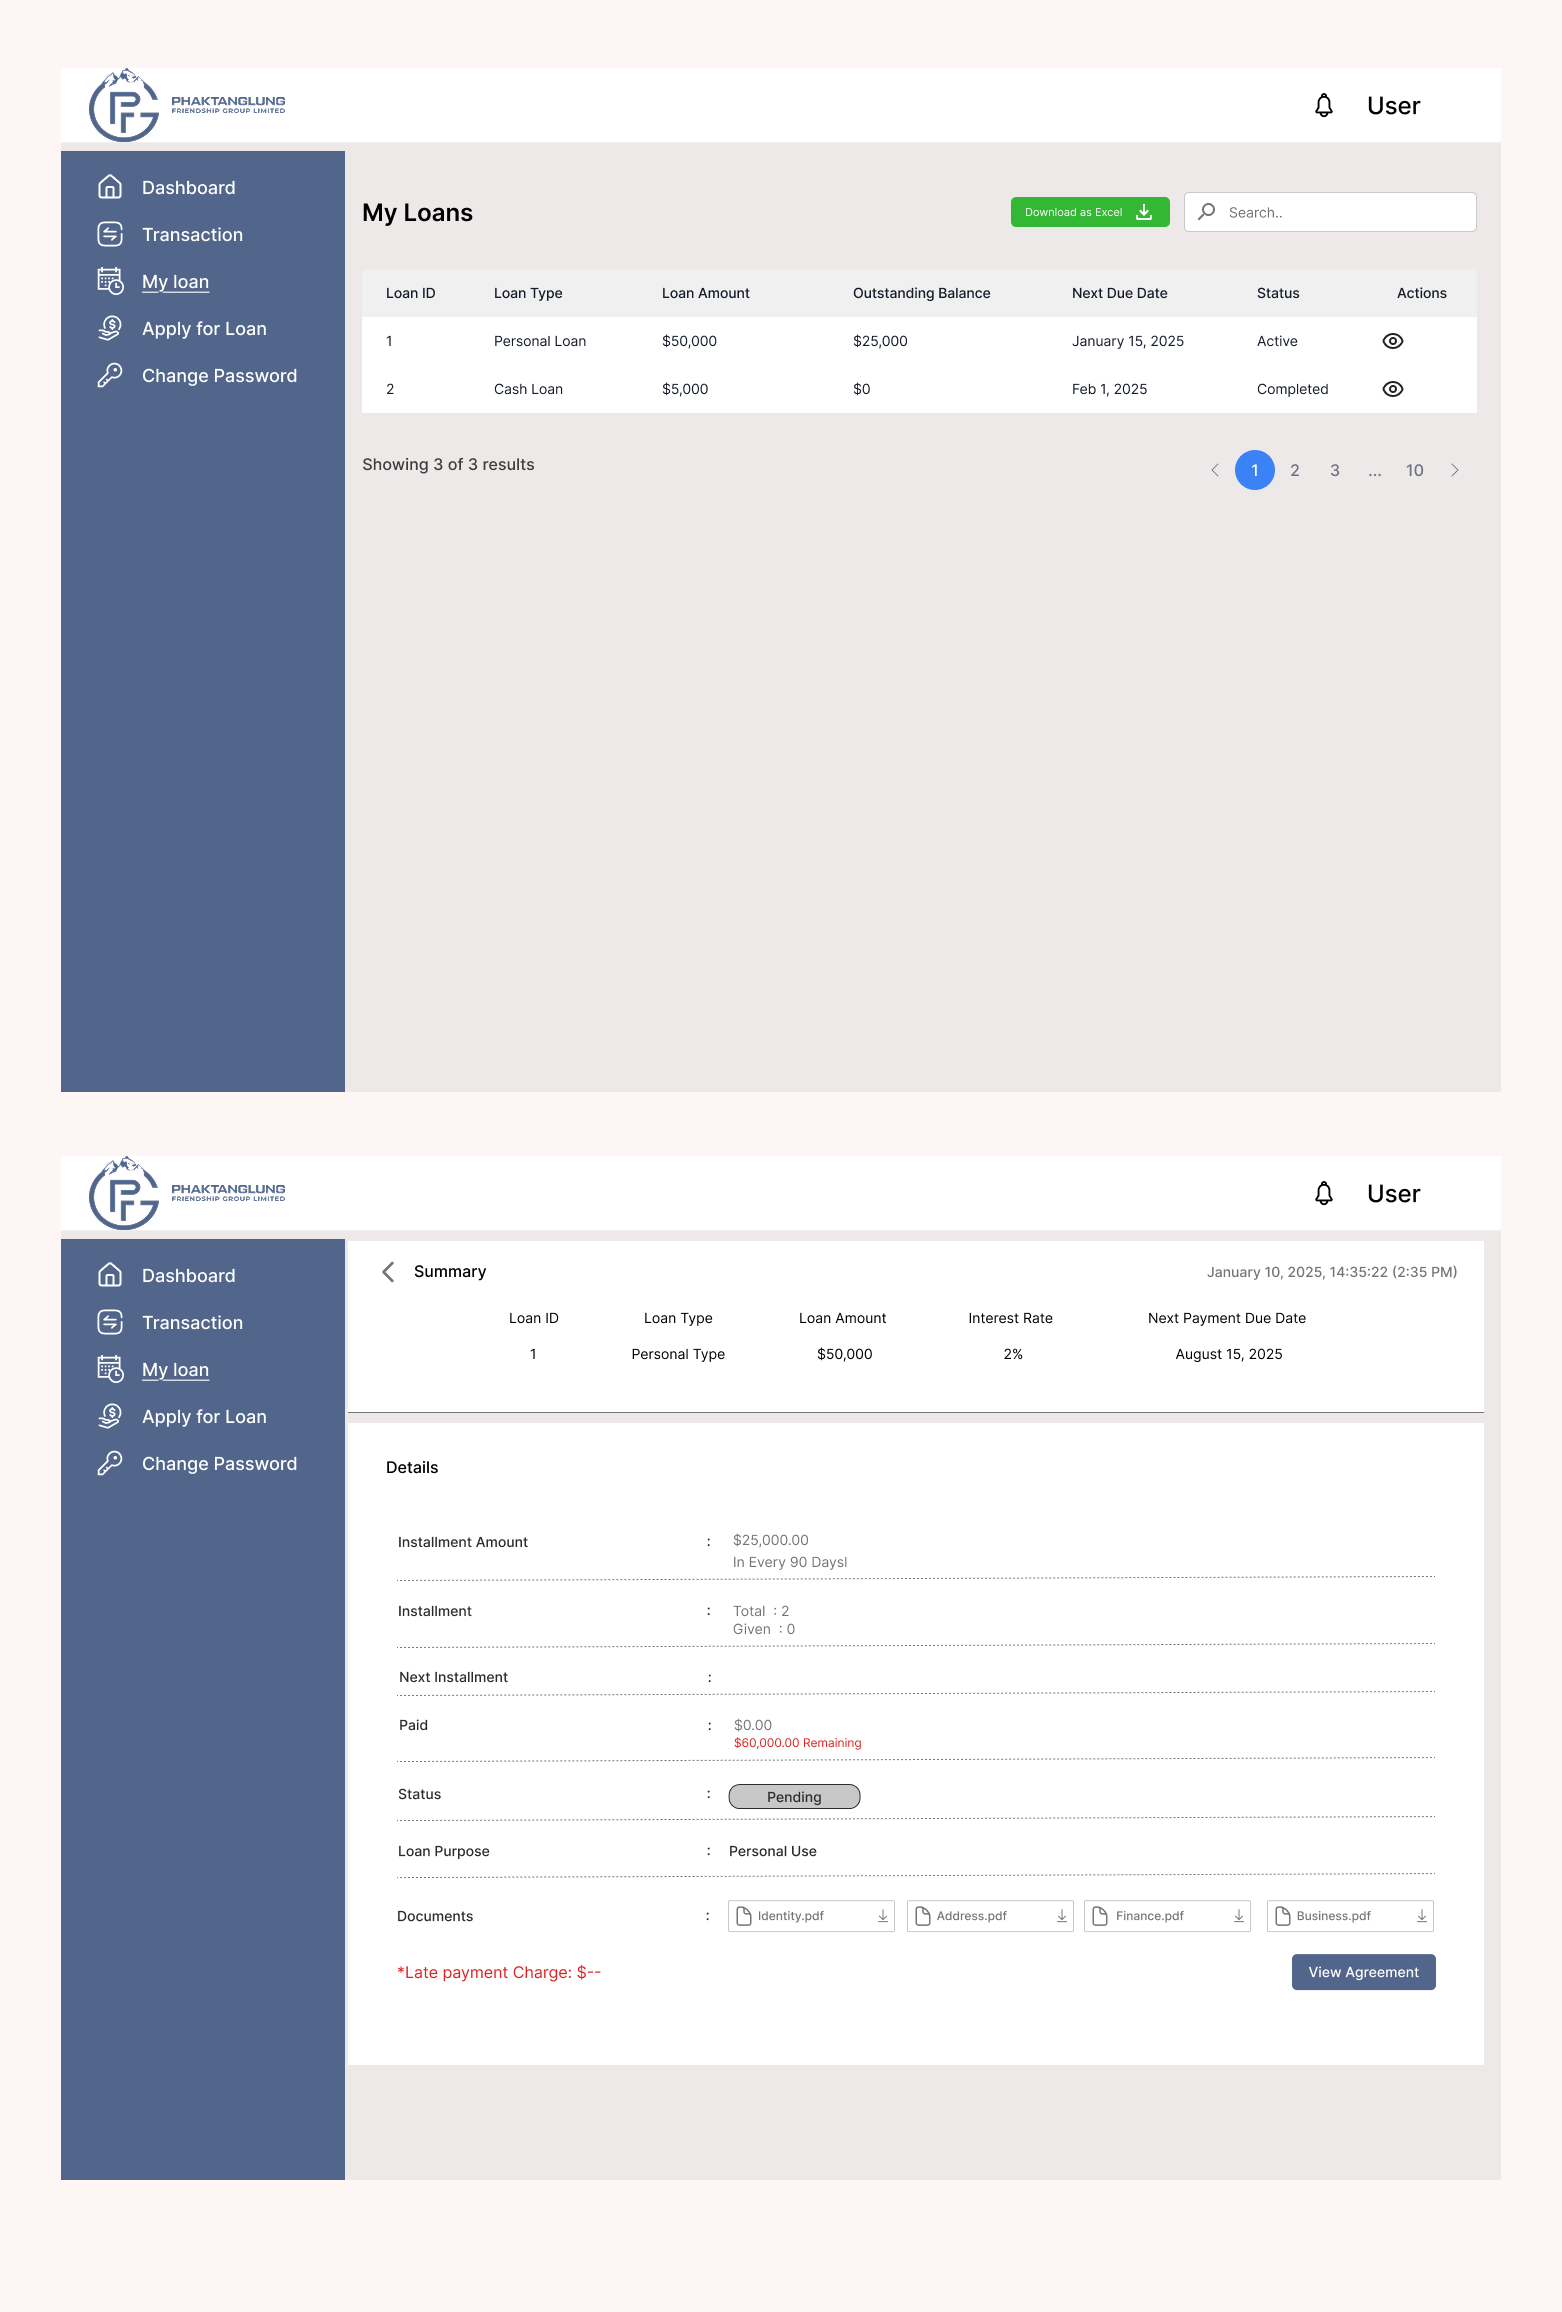 PHAKTANGLUNG
FRIENDSHIP GROUP LIMITED
User
Dashboard
Transaction
My loan
Apply for Loan
Change Password
My Loans
Download as Excel
Search..
Loan ID Loan Type Loan Amount Outstanding Balance Next Due Date Status Actions
1 Personal Loan $50,000 $25,000 January 15, 2025 Active
2 Cash Loan $5,000 $0 Feb 1, 2025 Completed
Showing 3 of 3 results
1 2 3 ... 10
PHAKTANGLUNG
FRIENDSHIP GROUP LIMITED
User
Dashboard
Transaction
My loan
Apply for Loan
Change Password
Summary January 10, 2025, 14:35:22 (2:35 PM)
Loan ID Loan Type Loan Amount Interest Rate Next Payment Due Date
1 Personal Type $50,000 2% August 15, 2025
Details
Installment Amount : $25,000.00
In Every 90 Daysl
Installment : Total : 2
Given : 0
Next Installment :
Paid : $0.00
$60,000.00 Remaining
Status : Pending
Loan Purpose : Personal Use
Documents : Identity.pdf Address.pdf Finance.pdf Business.pdf
*Late payment Charge: $--
View Agreement